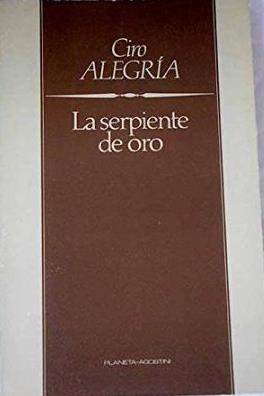 Ciro
ALEGRÍA
La serpiente
de oro
PLANETA-AGOSTINI